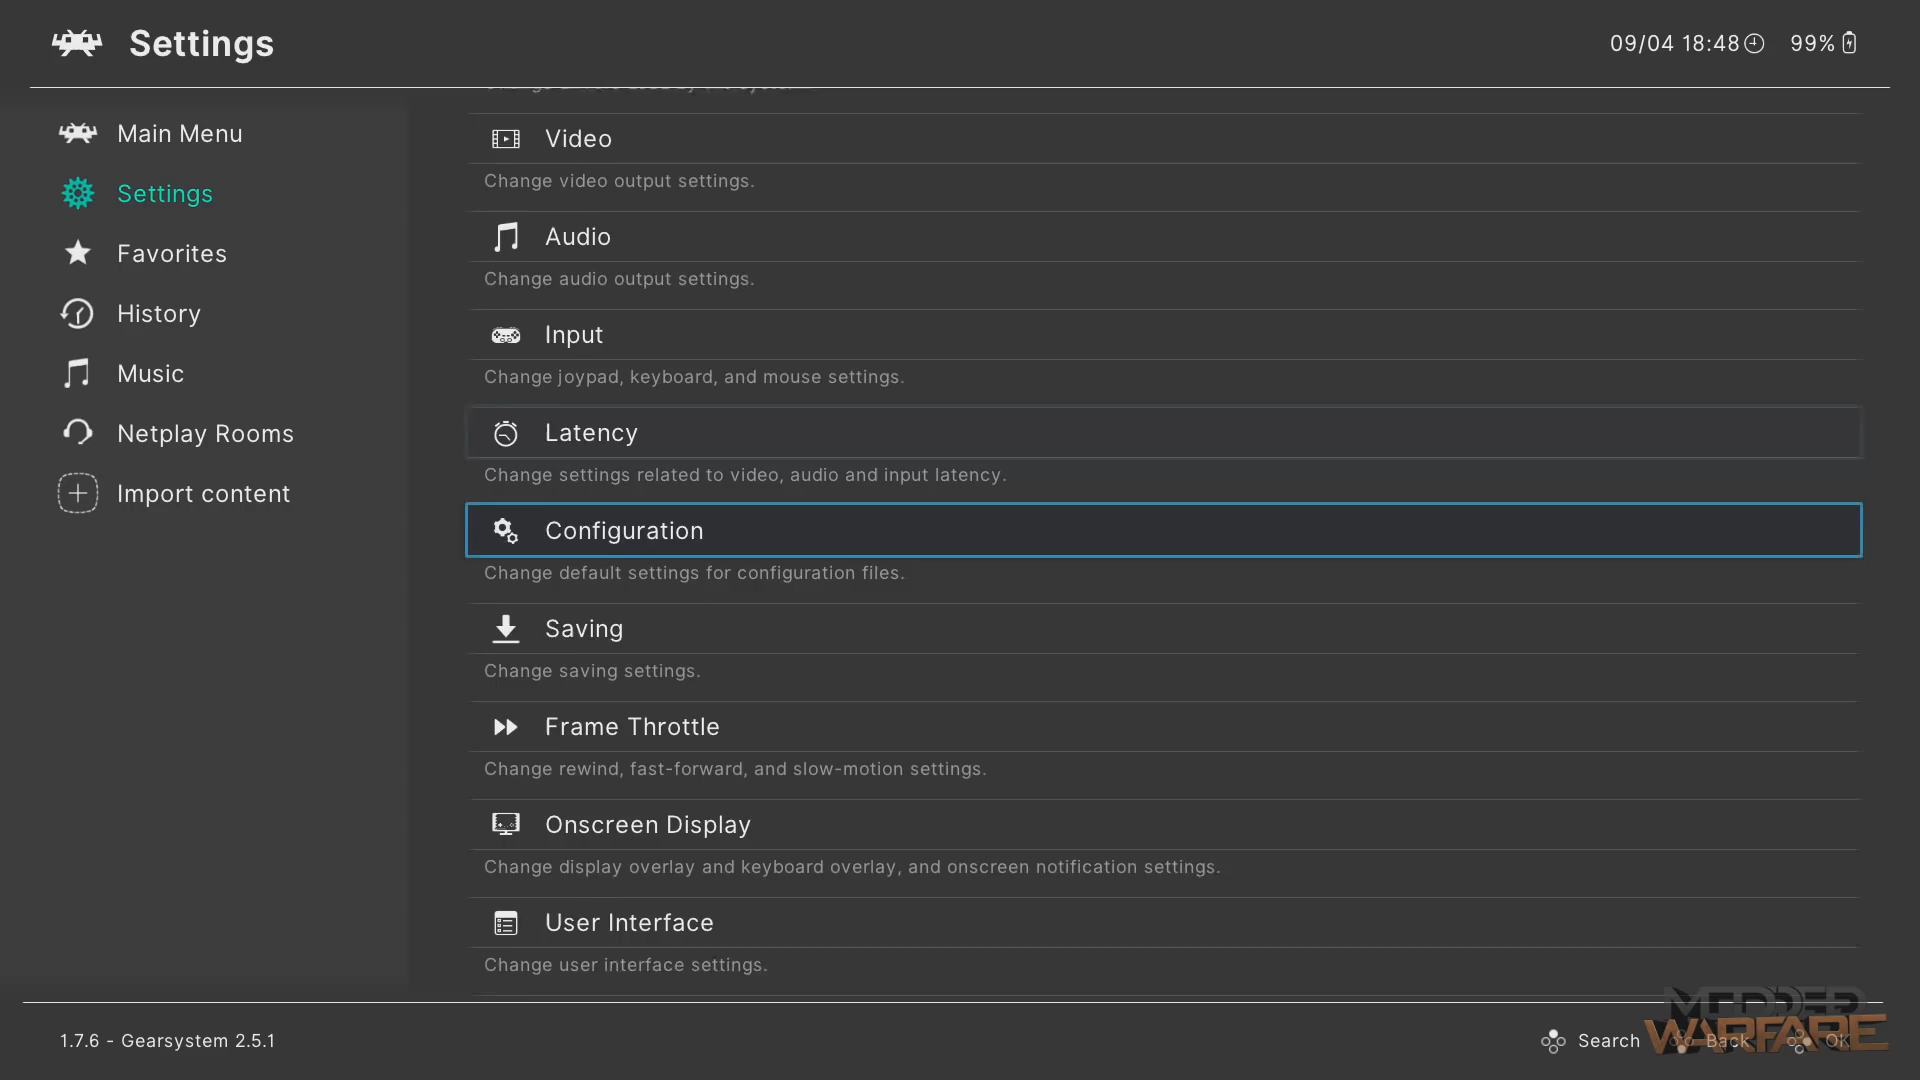 Settings
09/04 18:48
99%
Main Menu
Settings
Favorites
History
Music
Netplay Rooms
Import content
Video
Change video output settings.
Audio
Change audio output settings.
Input
Change joypad, keyboard, and mouse settings.
Latency
Change settings related to video, audio and input latency.
Configuration
Change default settings for configuration files.
Saving
Change saving settings.
Frame Throttle
Change rewind, fast-forward, and slow-motion settings.
Onscreen Display
Change display overlay and keyboard overlay, and onscreen notification settings.
User Interface
Change user interface settings.
1.7.6 - Gearsystem 2.5.1
Search
Back
OK
MODDED
WARFARE